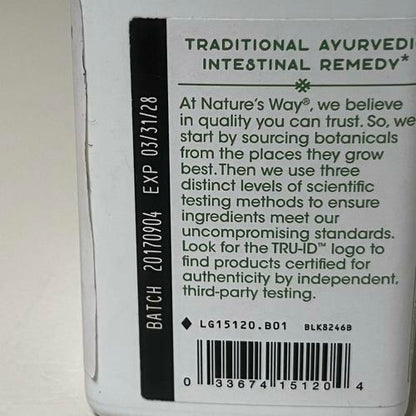 TRADITIONAL AYURVEDI
INTESTINAL REMEDY*
At Nature's Way®, we believe
in quality you can trust. So, we
start by sourcing botanicals
from the places they grow
best. Then we use three
distinct levels of scientific
testing methods to ensure
ingredients meet our
uncompromising standards.
Look for the TRU-ID™ logo to
find products certified for
authenticity by independent,
third-party testing.
BATCH 20170904 EXP 03/31/28
LG15120.B01 BLK8246B
0 33674 15120 4